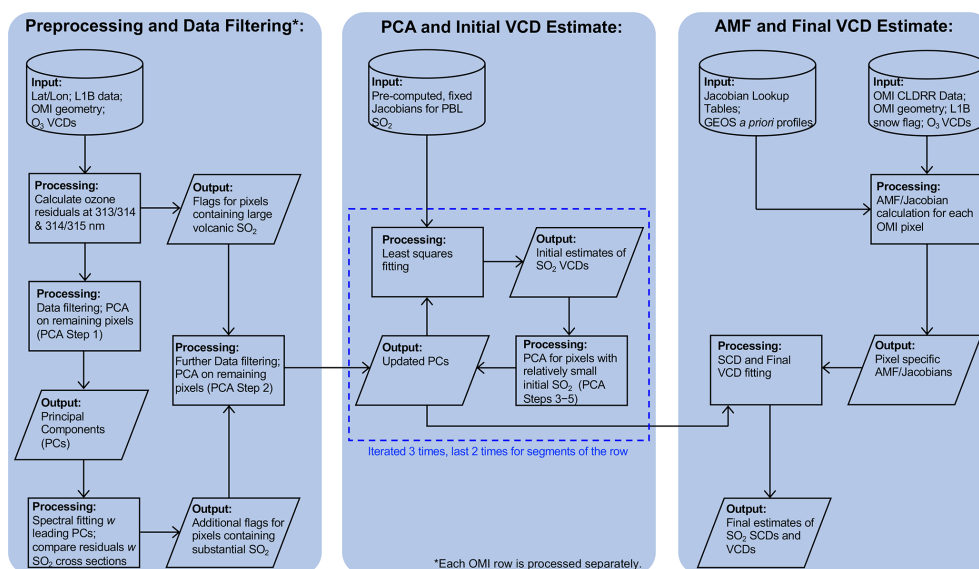 Preprocessing and Data Filtering*:
Input:
Lat/Lon; L1B data;
OMI geometry;
O₃ VCDs
Processing:
Calculate ozone
residuals at 313/314
& 314/315 nm
Output:
Flags for pixels
containing large
volcanic SO₂
Processing:
Data filtering; PCA
on remaining pixels
(PCA Step 1)
Processing:
Further Data filtering;
PCA on remaining
pixels (PCA Step 2)
Output:
Principal
Components
(PCs)
Processing:
Spectral fitting w
leading PCs;
compare residuals w
SO₂ cross sections
Output:
Additional flags for
pixels containing
substantial SO₂
PCA and Initial VCD Estimate:
Input:
Pre-computed, fixed
Jacobians for PBL
SO₂
Processing:
Least squares
fitting
Output:
Initial estimates of
SO₂ VCDs
Output:
Updated PCs
Processing:
PCA for pixels with
relatively small
initial SO₂ (PCA
Steps 3−5)
Iterated 3 times, last 2 times for segments of the row
*Each OMI row is processed separately.
AMF and Final VCD Estimate:
Input:
Jacobian Lookup
Tables;
GEOS a priori profiles
Input:
OMI CLDRR Data;
OMI geometry; L1B
snow flag; O₃ VCDs
Processing:
AMF/Jacobian
calculation for each
OMI pixel
Processing:
SCD and Final
VCD fitting
Output:
Pixel specific
AMF/Jacobians
Output:
Final estimates of
SO₂ SCDs and
VCDs